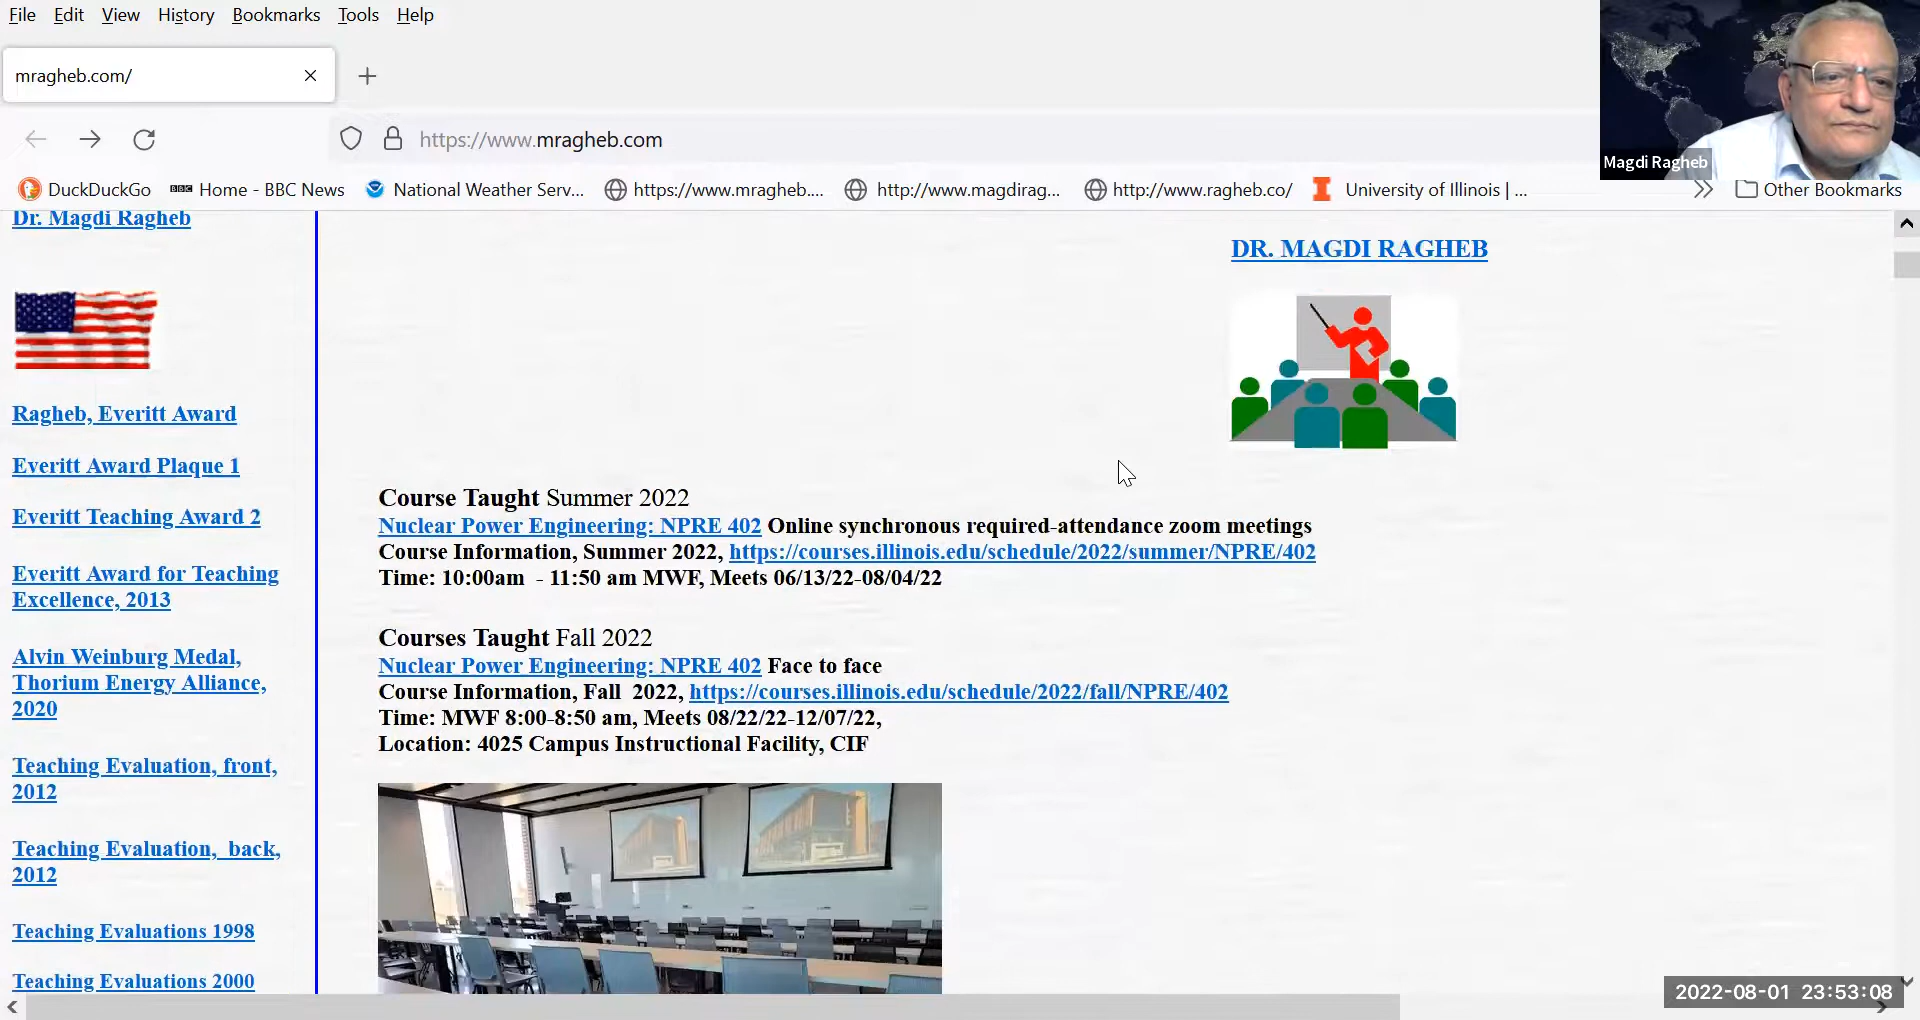 File Edit View History Bookmarks Tools Help
mragheb.com/
https://www.mragheb.com
Magdi Ragheb
DuckDuckGo
BBC Home - BBC News
National Weather Serv...
https://www.mragheb....
http://www.magdirag...
http://www.ragheb.co/
I University of Illinois | ...
Other Bookmarks
Dr. Magdi Ragheb
Ragheb, Everitt Award
Everitt Award Plaque 1
Everitt Teaching Award 2
Everitt Award for Teaching
Excellence, 2013
Alvin Weinburg Medal,
Thorium Energy Alliance,
2020
Teaching Evaluation, front,
2012
Teaching Evaluation, back,
2012
Teaching Evaluations 1998
Teaching Evaluations 2000
DR. MAGDI RAGHEB
Course Taught Summer 2022
Nuclear Power Engineering: NPRE 402 Online synchronous required-attendance zoom meetings
Course Information, Summer 2022, https://courses.illinois.edu/schedule/2022/summer/NPRE/402
Time: 10:00am - 11:50 am MWF, Meets 06/13/22-08/04/22
Courses Taught Fall 2022
Nuclear Power Engineering: NPRE 402 Face to face
Course Information, Fall 2022, https://courses.illinois.edu/schedule/2022/fall/NPRE/402
Time: MWF 8:00-8:50 am, Meets 08/22/22-12/07/22,
Location: 4025 Campus Instructional Facility, CIF
2022-08-01 23:53:08